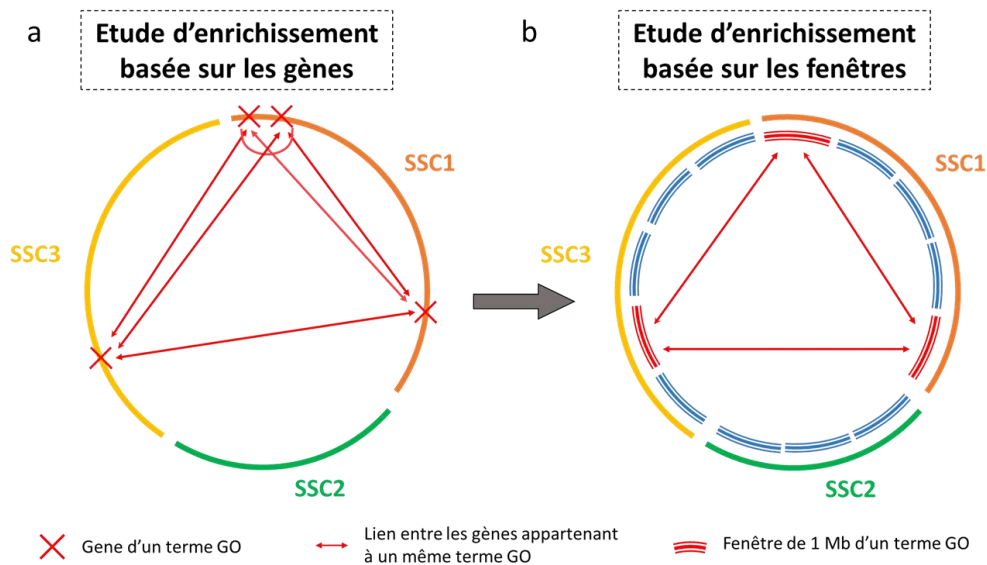 a
Etude d'enrichissement
basée sur les gènes
b
Etude d'enrichissement
basée sur les fenêtres
SSC1
SSC3
SSC2
SSC1
SSC3
SSC2
Gene d'un terme GO
Lien entre les gènes appartenant
à un même terme GO
Fenêtre de 1 Mb d'un terme GO